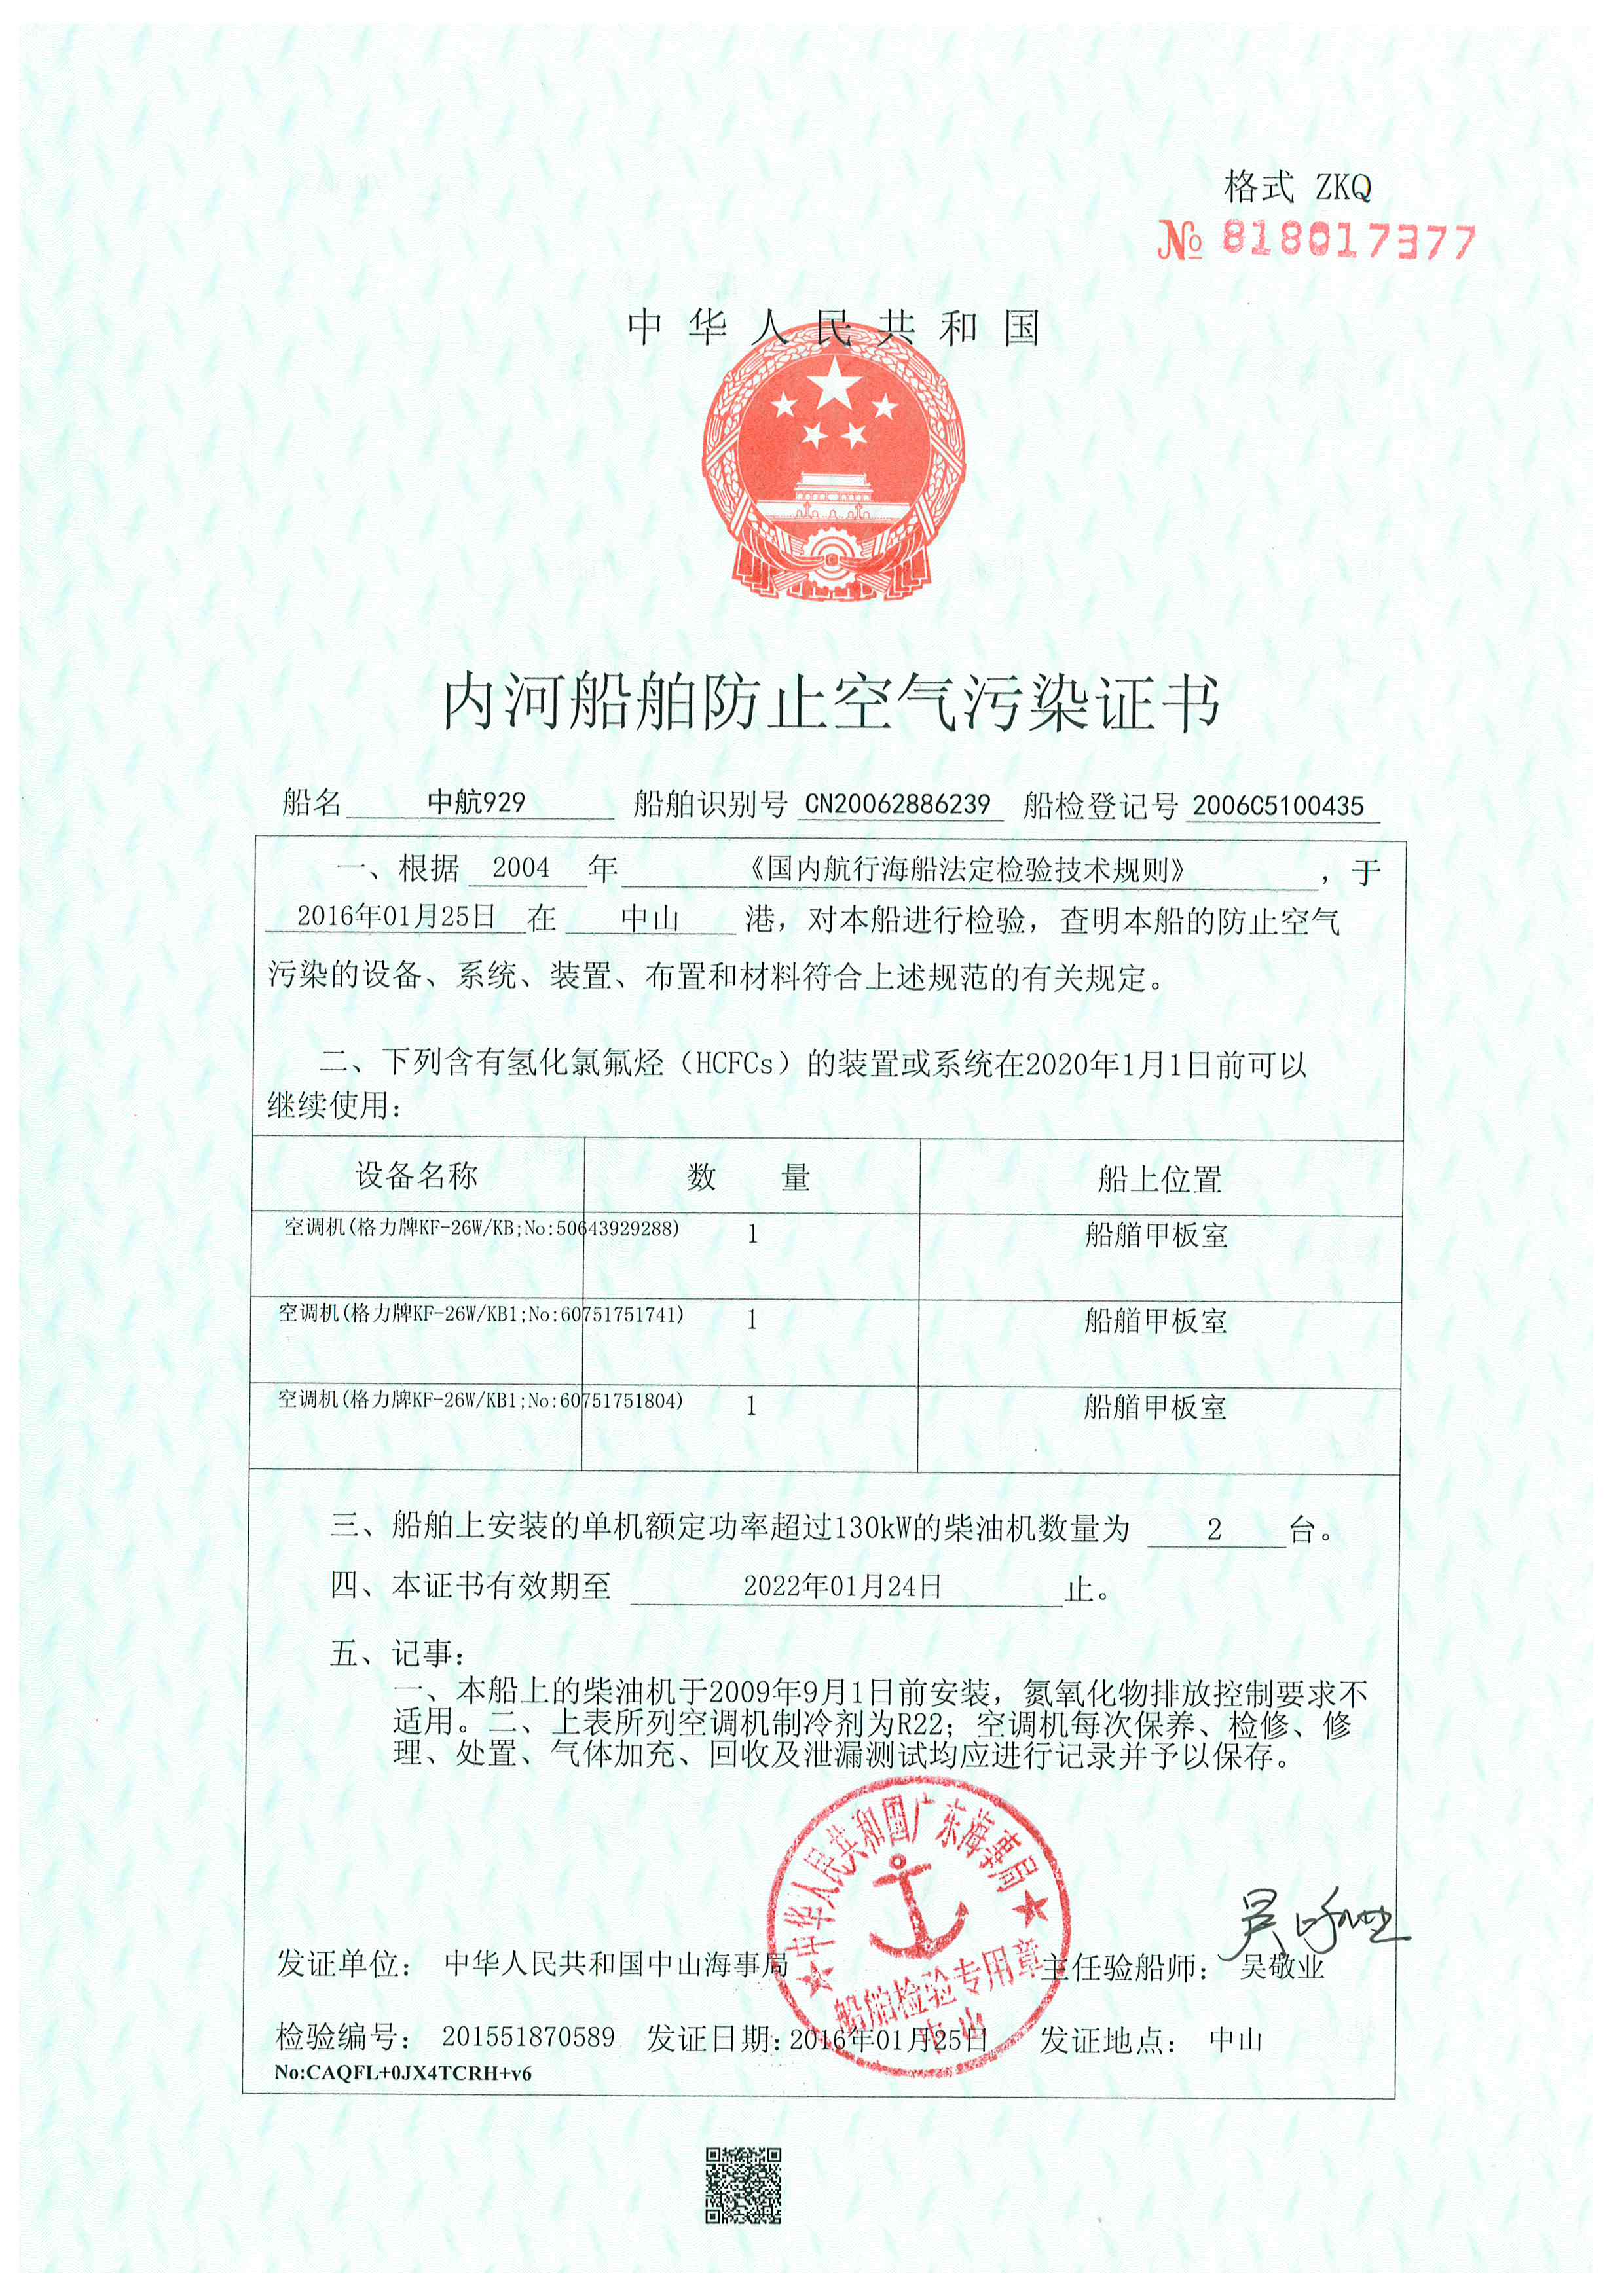 格式 ZKQ
№ 818017377
中华人民共和国
内河船舶防止空气污染证书
船名 中航929 船舶识别号 CN20062886239 船检登记号 2006C5100435
一、根据 2004 年 《国内航行海船法定检验技术规则》 ，于
2016年01月25日 在 中山 港，对本船进行检验，查明本船的防止空气
污染的设备、系统、装置、布置和材料符合上述规范的有关规定。
二、下列含有氢化氯氟烃（HCFCs）的装置或系统在2020年1月1日前可以
继续使用：
设备名称 数 量 船上位置
空调机(格力牌KF-26W/KB;No:50643929288) 1 船艏甲板室
空调机(格力牌KF-26W/KB1;No:60751751741) 1 船艏甲板室
空调机(格力牌KF-26W/KB1;No:60751751804) 1 船艏甲板室
三、船舶上安装的单机额定功率超过130kW的柴油机数量为 2 台。
四、本证书有效期至 2022年01月24日 止。
五、记事：
一、本船上的柴油机于2009年9月1日前安装，氮氧化物排放控制要求不
适用。二、上表所列空调机制冷剂为R22；空调机每次保养、检修、修
理、处置、气体加充、回收及泄漏测试均应进行记录并予以保存。
中华人民共和国广东海事局
船舶检验专用章
中山
发证单位： 中华人民共和国中山海事局 主任验船师： 吴敬业
检验编号： 201551870589 发证日期：2016年01月25日 发证地点： 中山
No:CAQFL+0JX4TCRH+v6